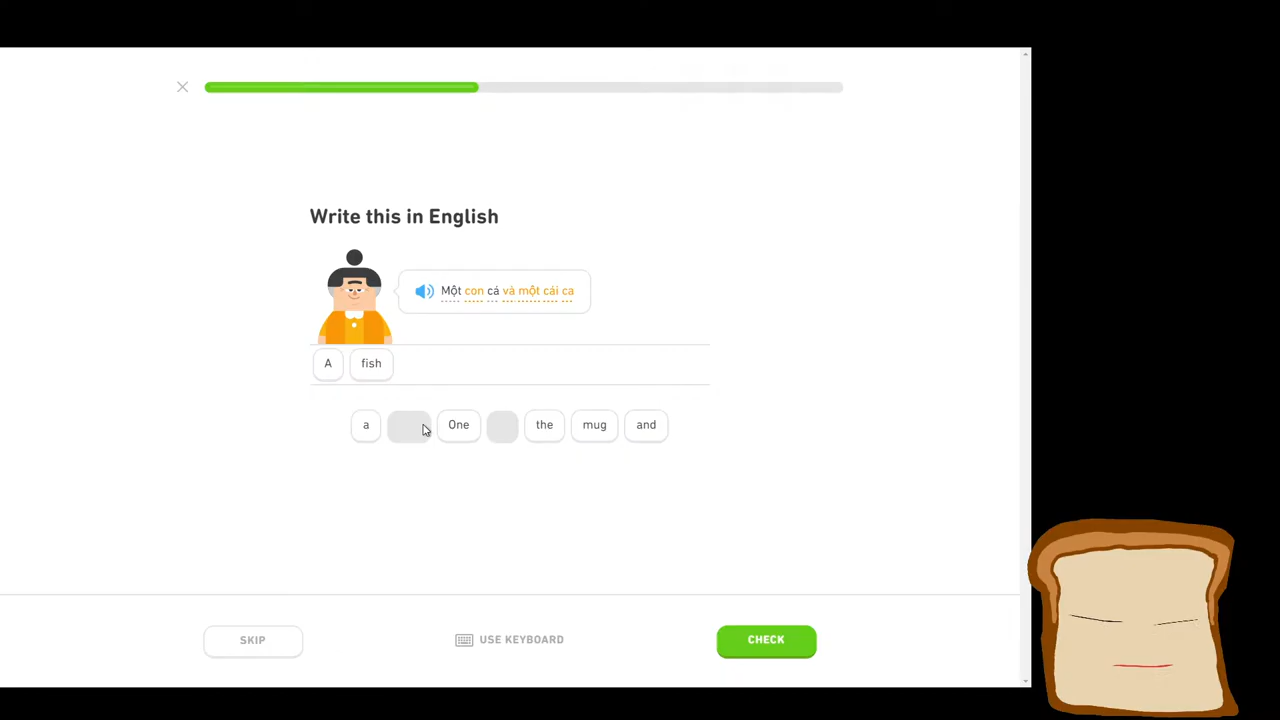 Write this in English
Một con cá và một cái ca
A fish
a One the mug and
SKIP USE KEYBOARD CHECK